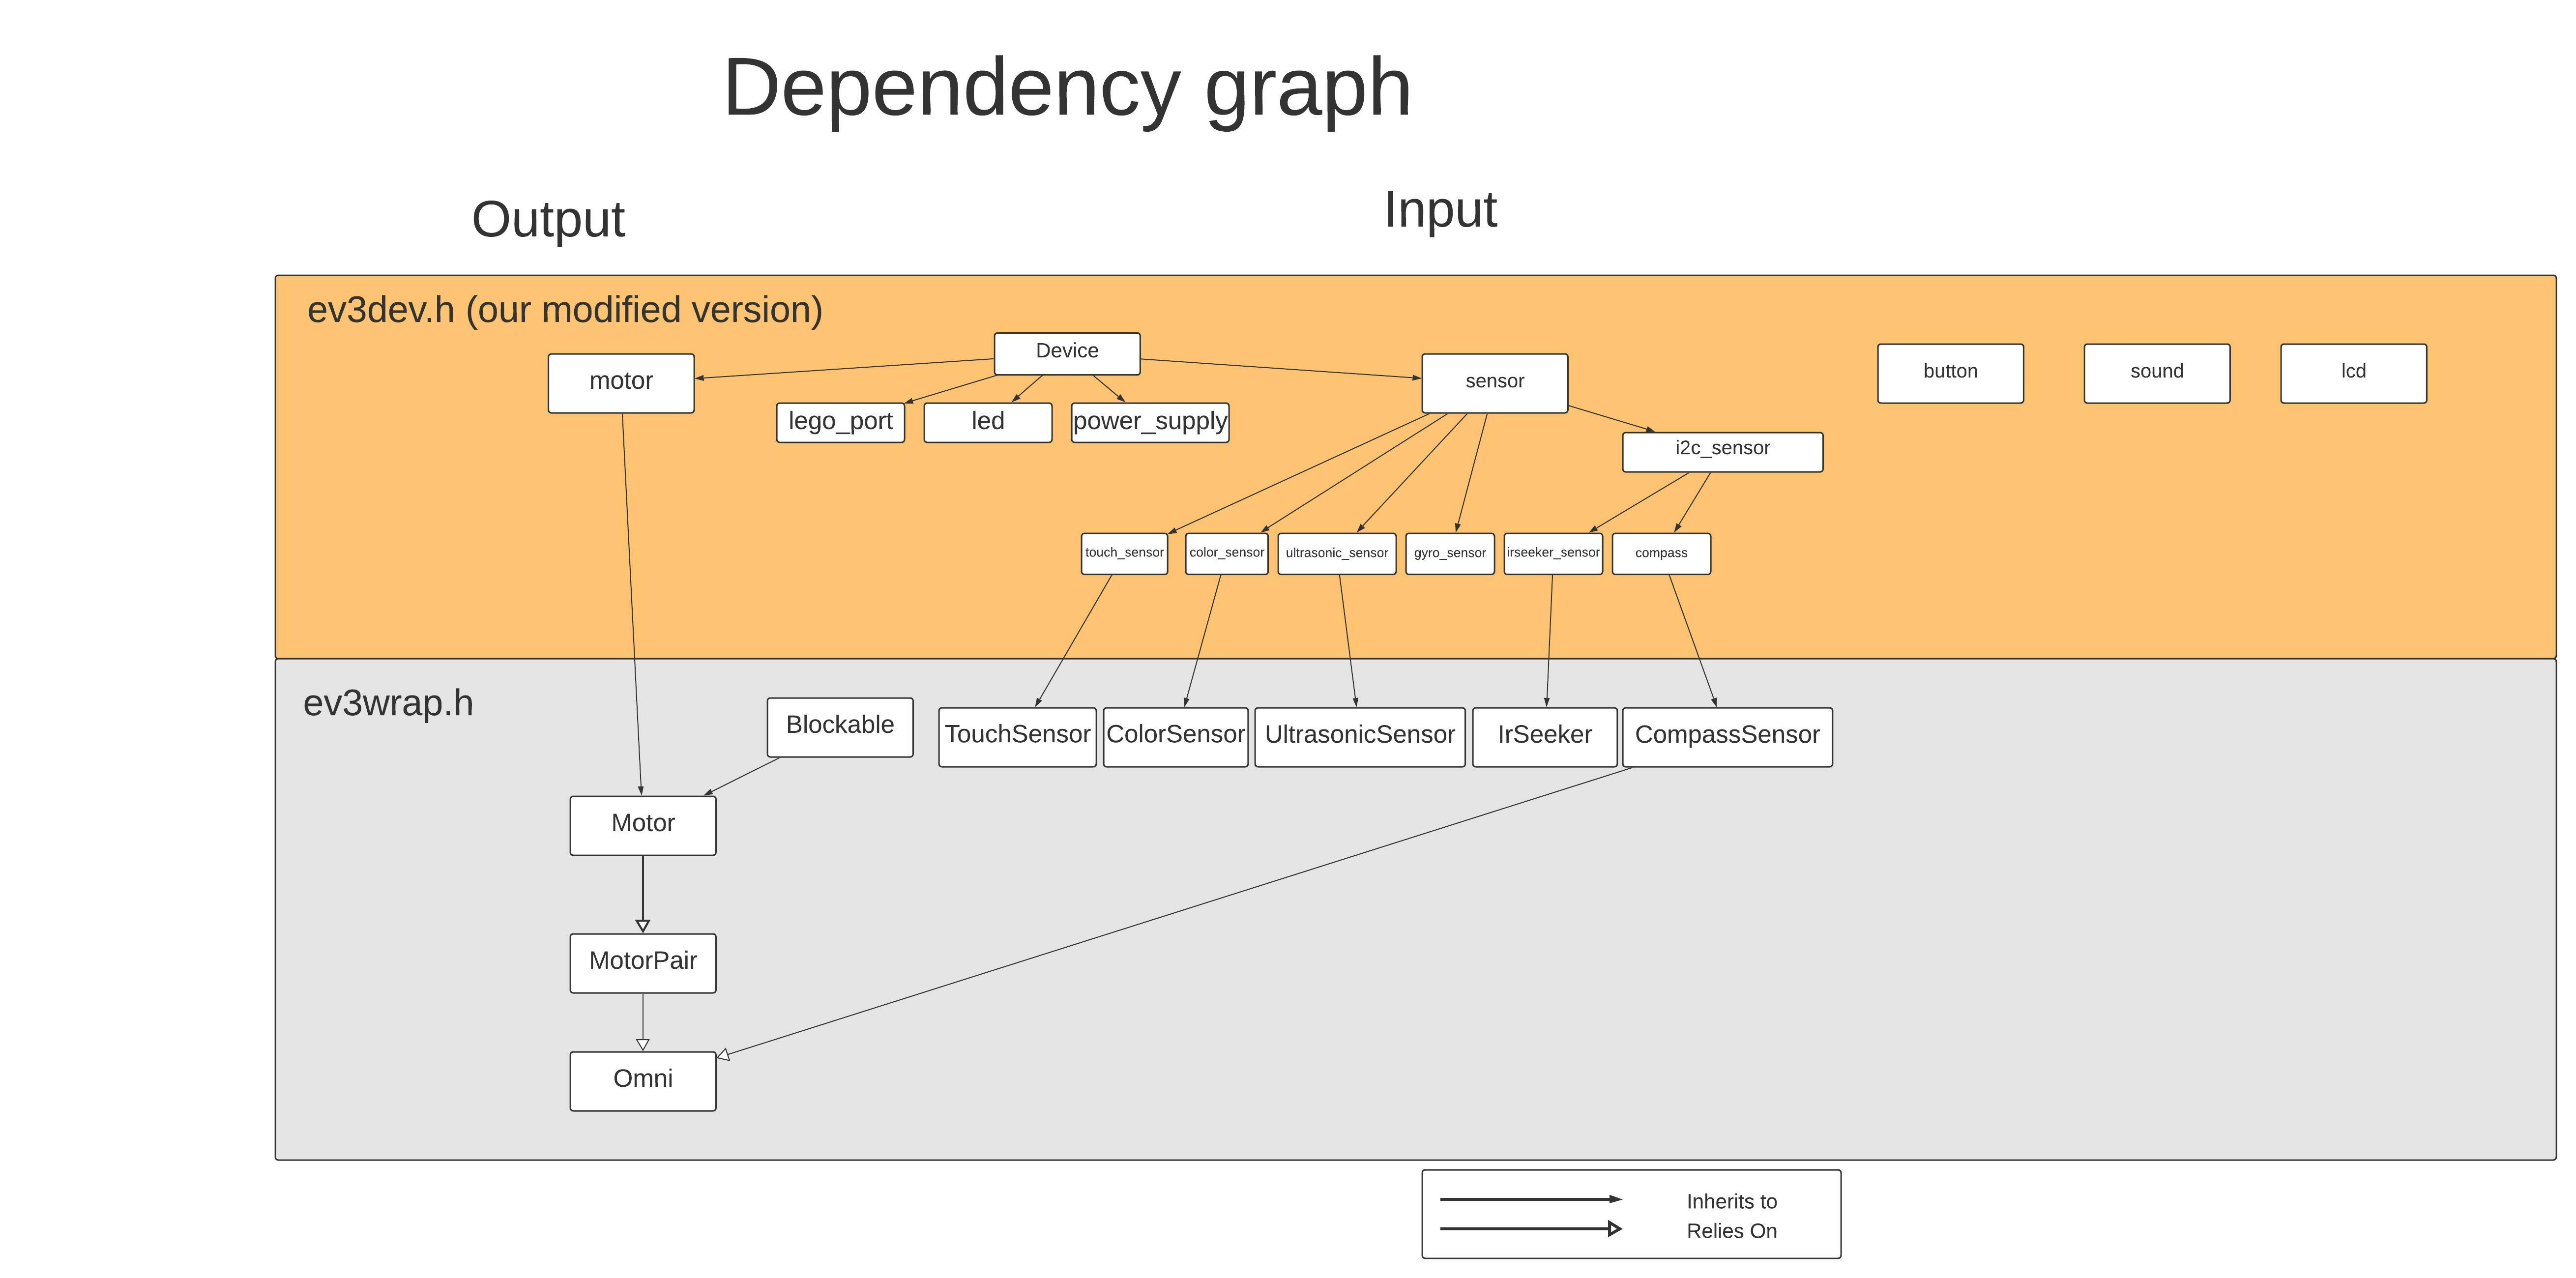 Dependency graph
Output
Input
ev3dev.h (our modified version)
Device
motor
sensor
button
sound
lcd
lego_port
led
power_supply
i2c_sensor
touch_sensor
color_sensor
ultrasonic_sensor
gyro_sensor
irseeker_sensor
compass
ev3wrap.h
Blockable
TouchSensor
ColorSensor
UltrasonicSensor
IrSeeker
CompassSensor
Motor
MotorPair
Omni
Inherits to
Relies On